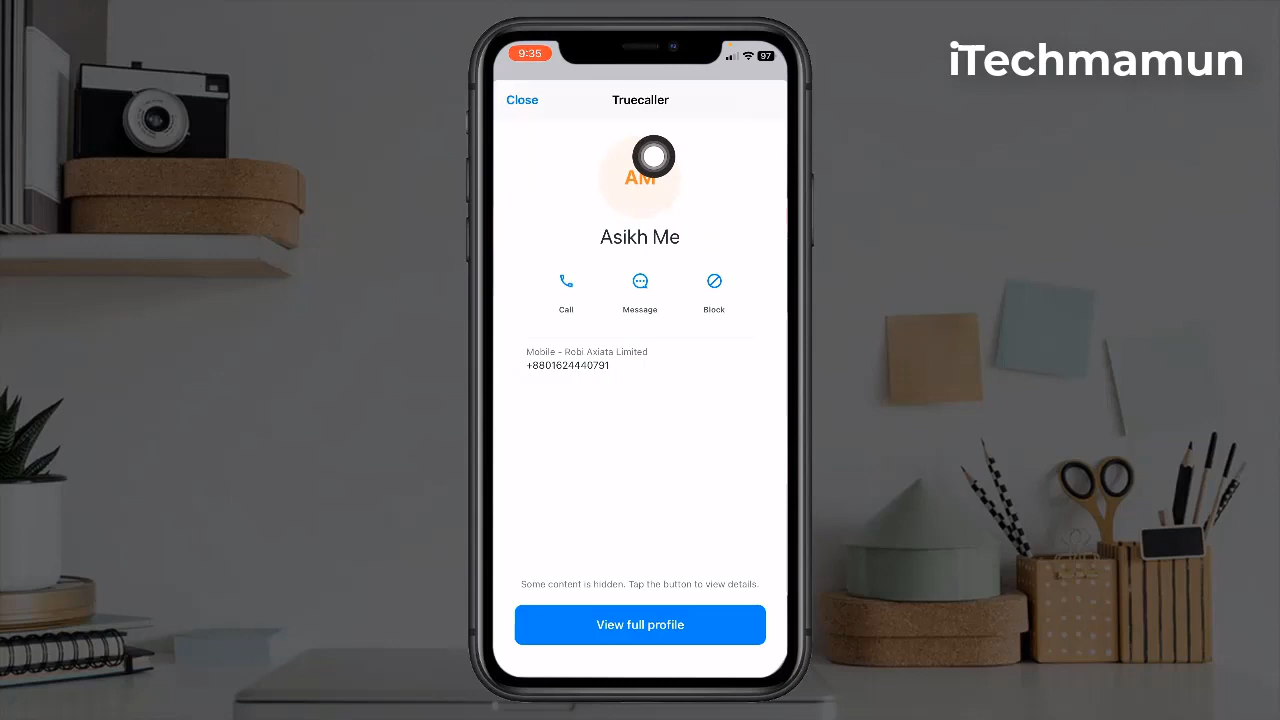 iTechmamun
9:35
97
Close
Truecaller
AM
Asikh Me
Call
Message
Block
Mobile - Robi Axiata Limited
+8801624440791
Some content is hidden. Tap the button to view details.
View full profile